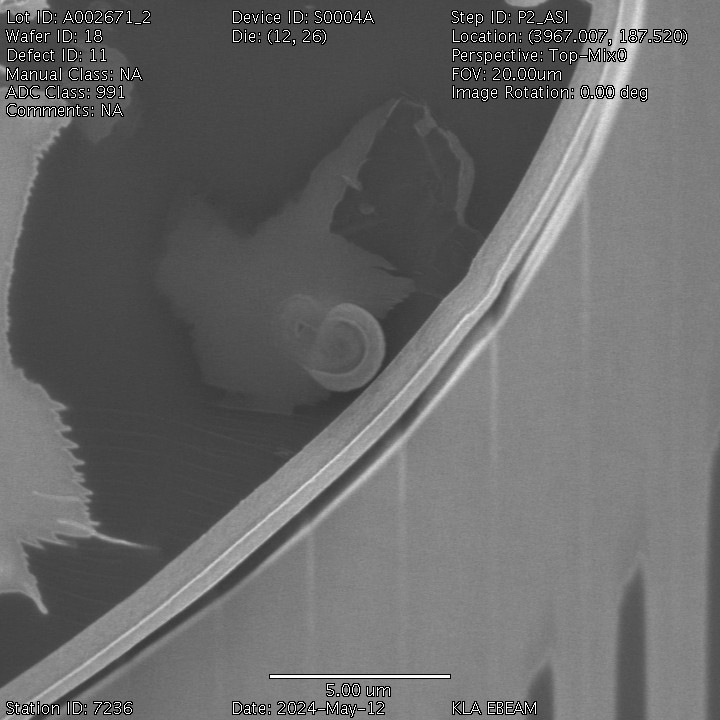 Lot ID: A002671_2
Wafer ID: 18
Defect ID: 11
Manual Class: NA
ADC Class: 991
Comments: NA
Device ID: S0004A
Die: (12, 26)
Step ID: P2_ASI
Location: (3967.007, 187.520)
Perspective: Top-Mix0
FOV: 20.00um
Image Rotation: 0.00 deg
5.00 um
Station ID: 7236
Date: 2024-May-12
KLA EBEAM